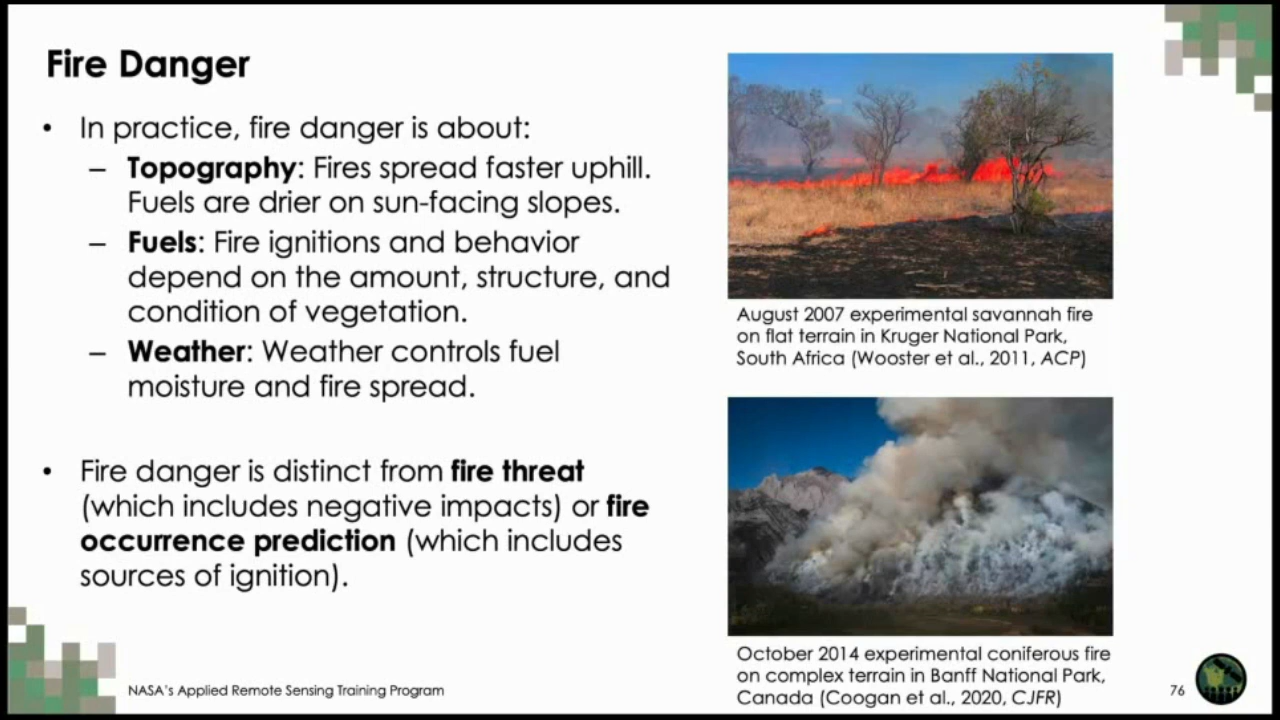 Fire Danger
• In practice, fire danger is about:
– Topography: Fires spread faster uphill.
Fuels are drier on sun-facing slopes.
– Fuels: Fire ignitions and behavior
depend on the amount, structure, and
condition of vegetation.
– Weather: Weather controls fuel
moisture and fire spread.
• Fire danger is distinct from fire threat
(which includes negative impacts) or fire
occurrence prediction (which includes
sources of ignition).
August 2007 experimental savannah fire
on flat terrain in Kruger National Park,
South Africa (Wooster et al., 2011, ACP)
October 2014 experimental coniferous fire
on complex terrain in Banff National Park,
Canada (Coogan et al., 2020, CJFR)
NASA's Applied Remote Sensing Training Program
76